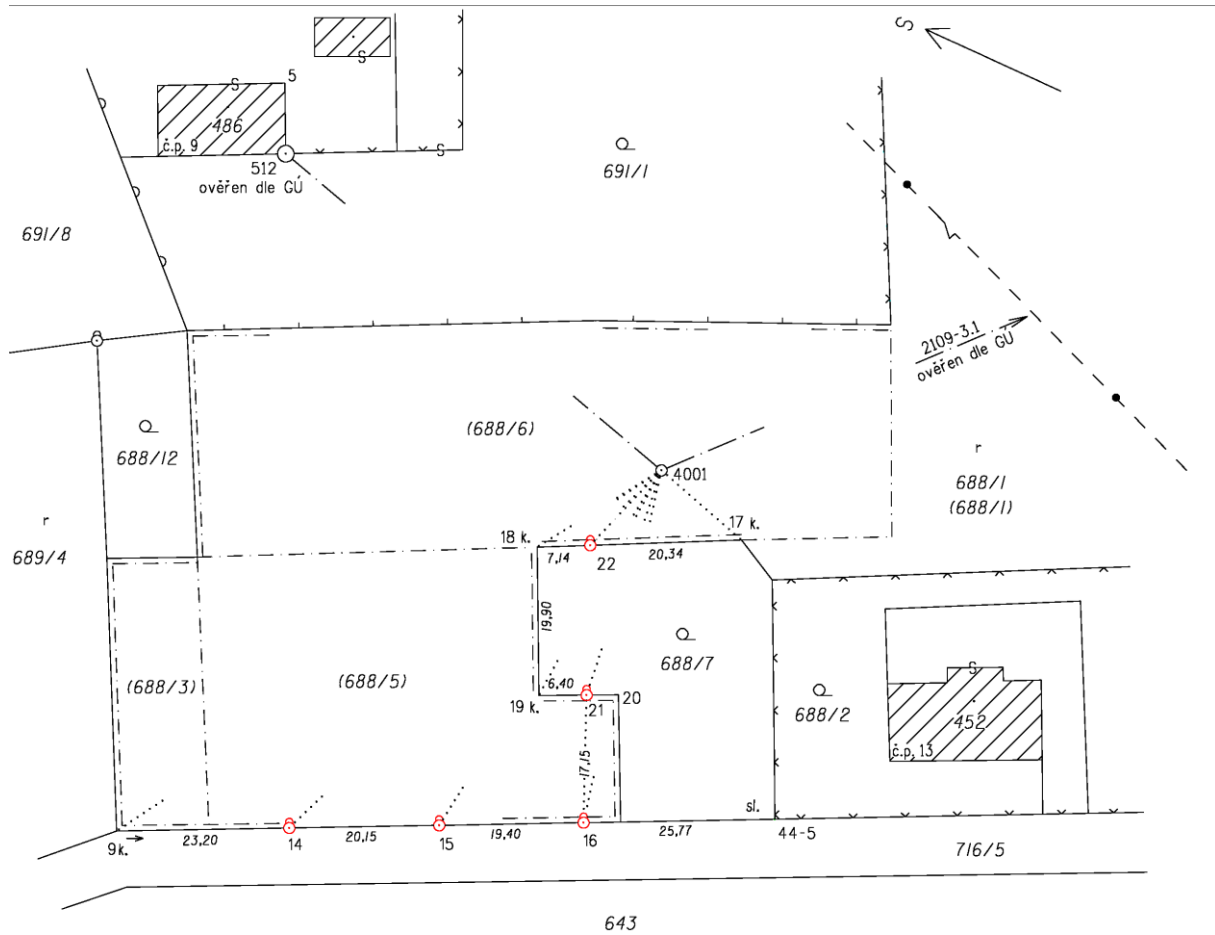 S
5
S
S
486
č.p. 9
S
512
ověřen dle GÚ
691/1
691/8
2109-3.1
ověřen dle GÚ
(688/6)
688/12
4001
r
688/1
(688/1)
r
689/4
18 k.
17 k.
7,14
22
20,34
19,90
688/7
(688/3)
(688/5)
6,40
19 k.
21
20
688/2
S
452
č.p. 13
17,15
sl.
9k.
23,20
14
20,15
15
19,40
16
25,77
44-5
716/5
643